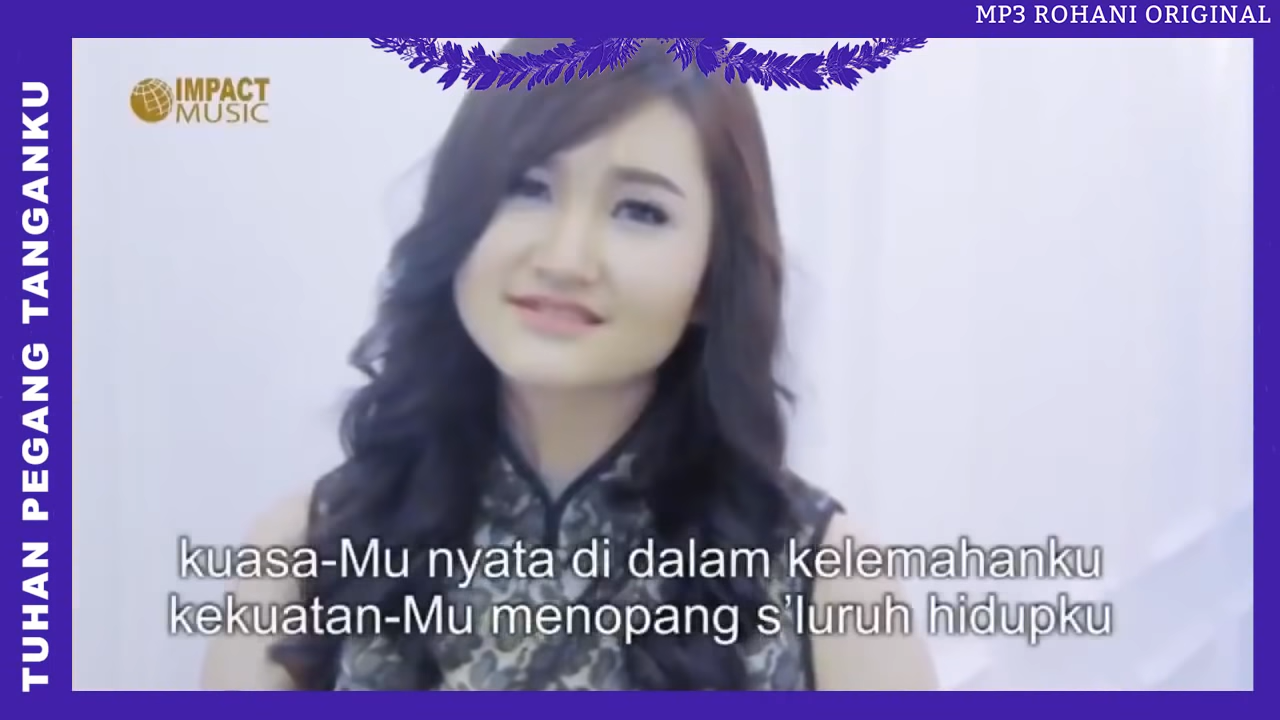 MP3 ROHANI ORIGINAL
TUHAN PEGANG TANGANKU
IMPACT
MUSIC
kuasa-Mu nyata di dalam kelemahanku
kekuatan-Mu menopang s'luruh hidupku